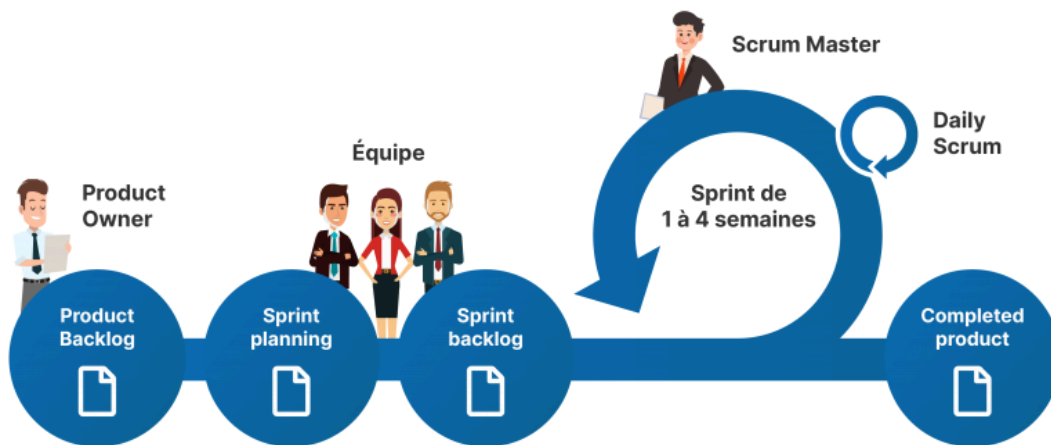 Scrum Master
Daily
Scrum
Équipe
Product
Owner
Sprint de
1 à 4 semaines
Product
Backlog
Sprint
planning
Sprint
backlog
Completed
product